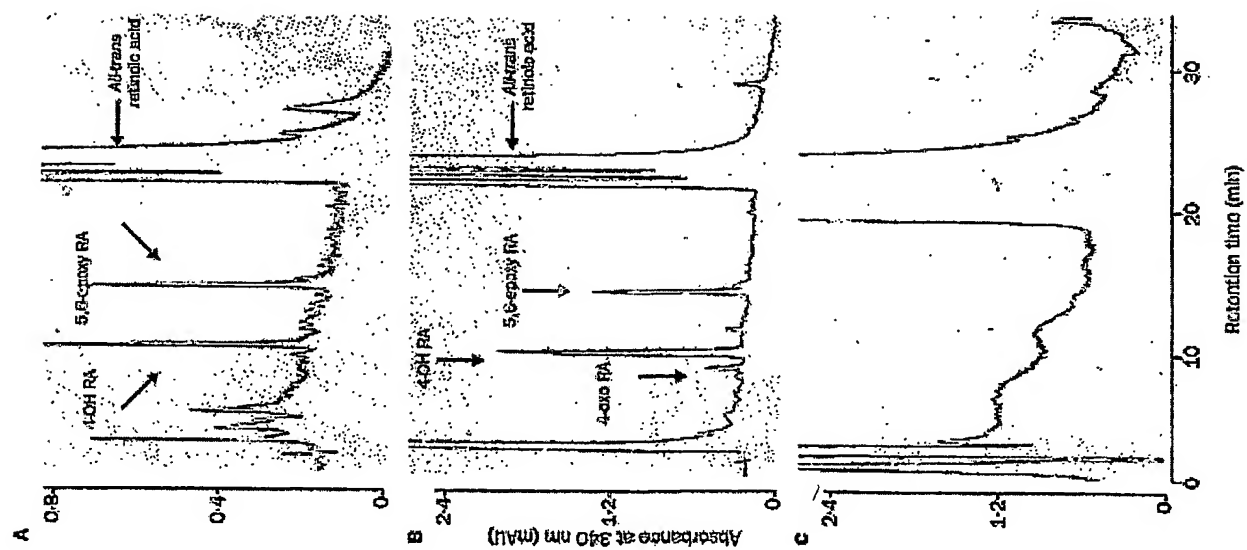 A
0.8
0.4
0
4-OH RA
5,6-epoxy RA
All-trans
retinoic acid
B
Absorbance at 340 nm (mAU)
2.4
1.2
0
4-OH RA
4-oxo RA
5,6-epoxy RA
All-trans
retinoic acid
C
2.4
1.2
0
0
10
20
30
Retention time (min)